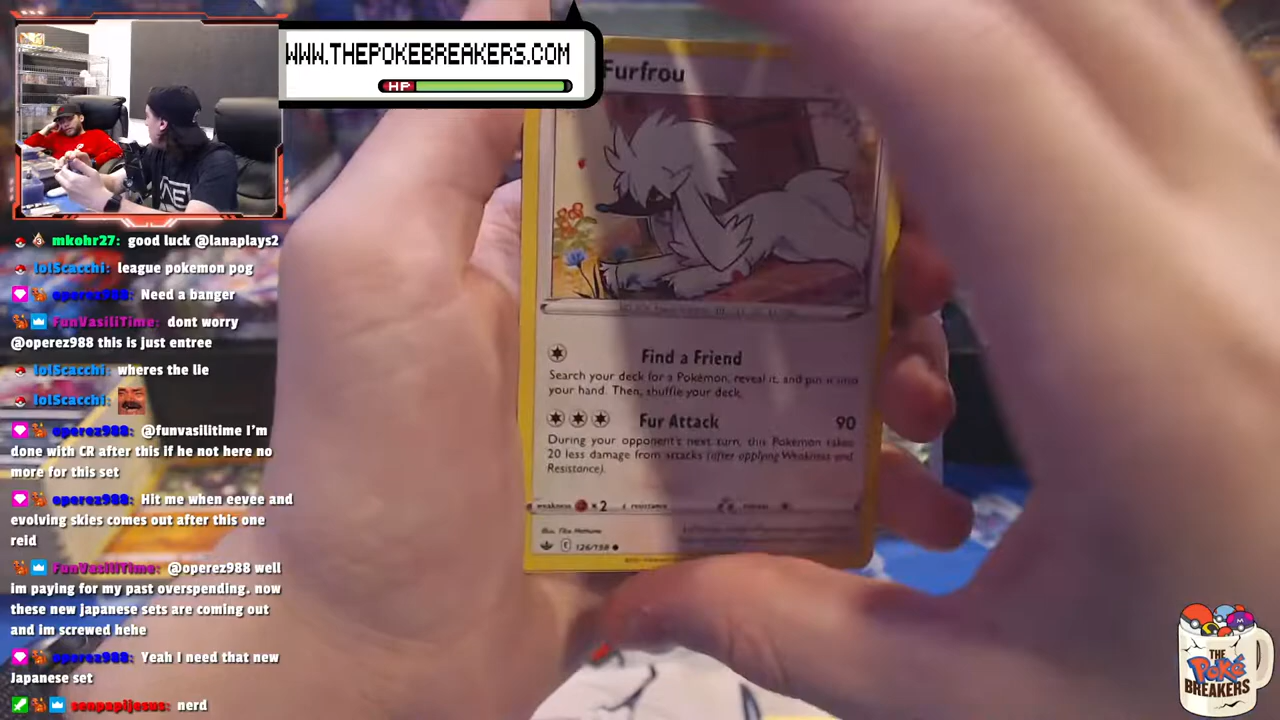 WWW.THEPOKEBREAKERS.COM
HP
mkohr27: good luck @lanaplays2
lolScacchi: league pokemon pog
operez988: Need a banger
FunVasiliTime: dont worry
@operez988 this is just entree
lolScacchi: wheres the lie
lolScacchi:
operez988: @funvasilitime I'm
done with CR after this if he not here no
more for this set
operez988: Hit me when eevee and
evolving skies comes out after this one
reid
FunVasiliTime: @operez988 well
im paying for my past overspending. now
these new japanese sets are coming out
and im screwed hehe
operez988: Yeah I need that new
Japanese set
senpapijesus: nerd
Furfrou
Find a Friend
Search your deck for a Pokémon, reveal it, and put it into
your hand. Then, shuffle your deck.
Fur Attack 90
During your opponent's next turn, this Pokémon takes
20 less damage from attacks (after applying Weakness and
Resistance).
weakness ×2 resistance retreat
E 126/198
THE
Poké
BREAKERS